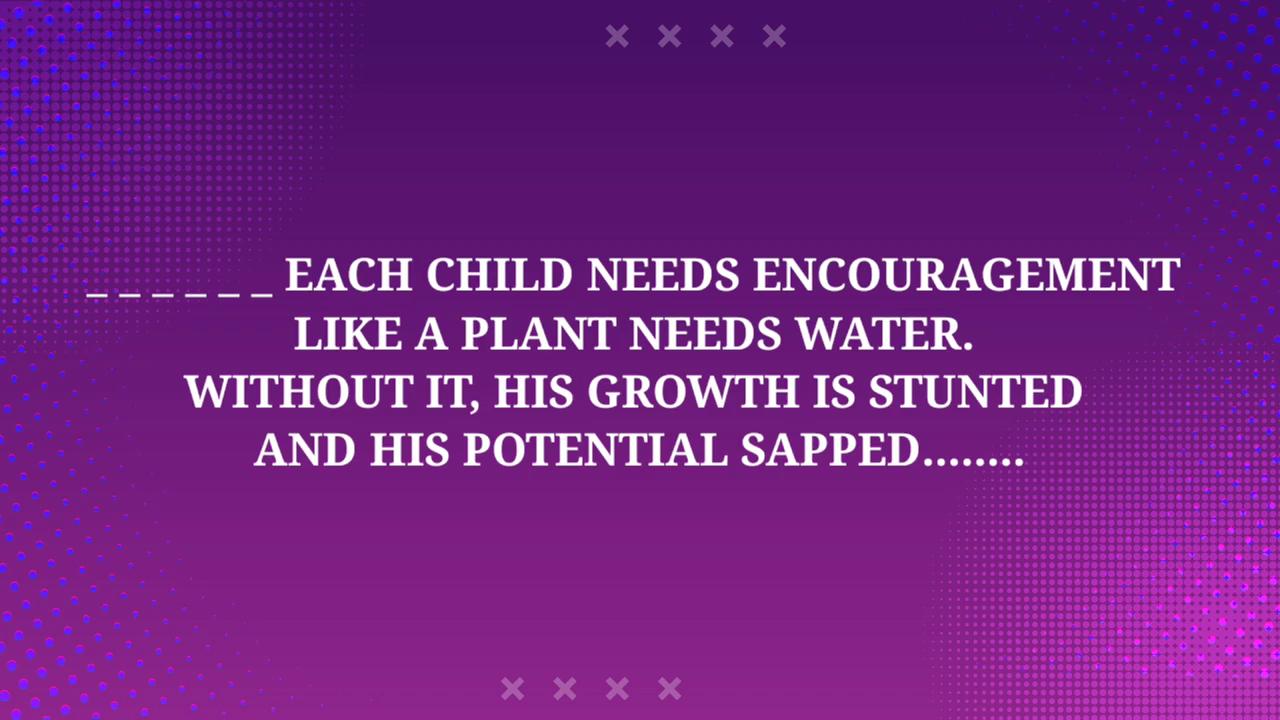 _ _ _ _ _ _ EACH CHILD NEEDS ENCOURAGEMENT
LIKE A PLANT NEEDS WATER.
WITHOUT IT, HIS GROWTH IS STUNTED
AND HIS POTENTIAL SAPPED........